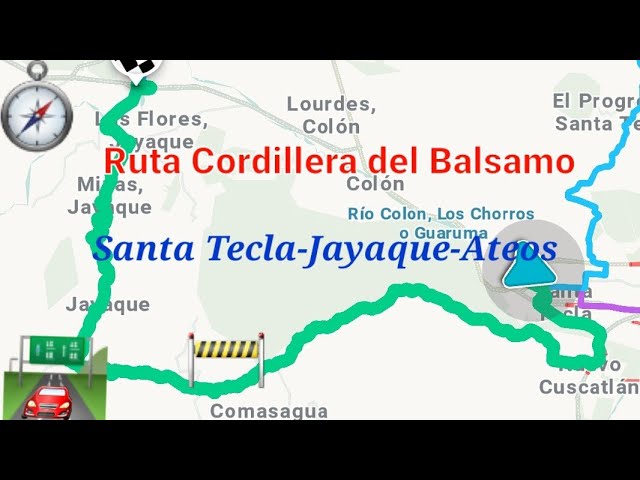 Las Flores,
Jayaque
Lourdes,
Colón
El Progr
Santa Te
Ruta Cordillera del Balsamo
Minas,
Jayaque
Colón
Río Colon, Los Chorros
o Guaruma
Santa Tecla-Jayaque-Ateos
Jayaque
Santa
Tecla
Nuevo
Cuscatlán
Comasagua